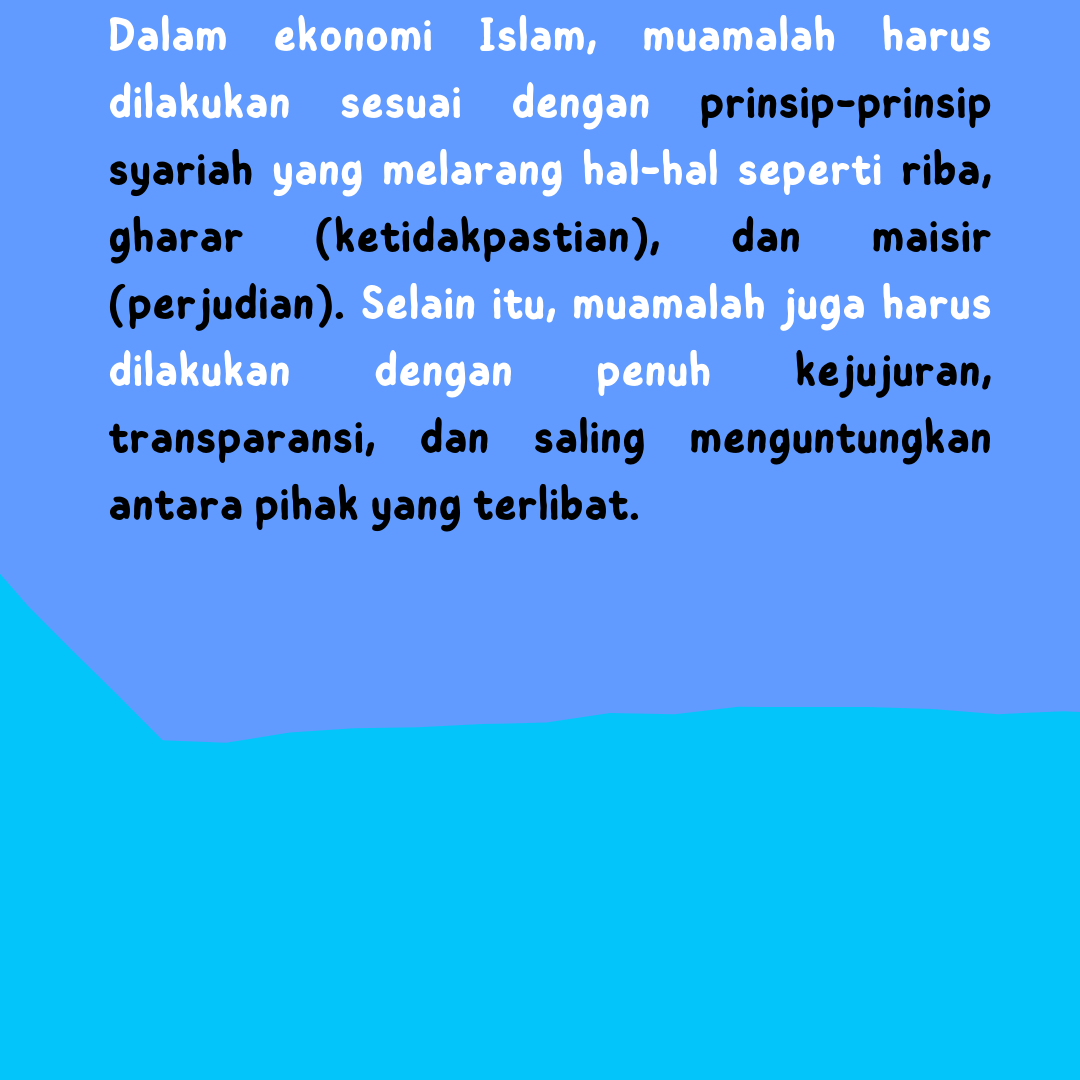 Dalam ekonomi Islam, muamalah harus
dilakukan sesuai dengan prinsip-prinsip
syariah yang melarang hal-hal seperti riba,
gharar (ketidakpastian), dan maisir
(perjudian). Selain itu, muamalah juga harus
dilakukan dengan penuh kejujuran,
transparansi, dan saling menguntungkan
antara pihak yang terlibat.